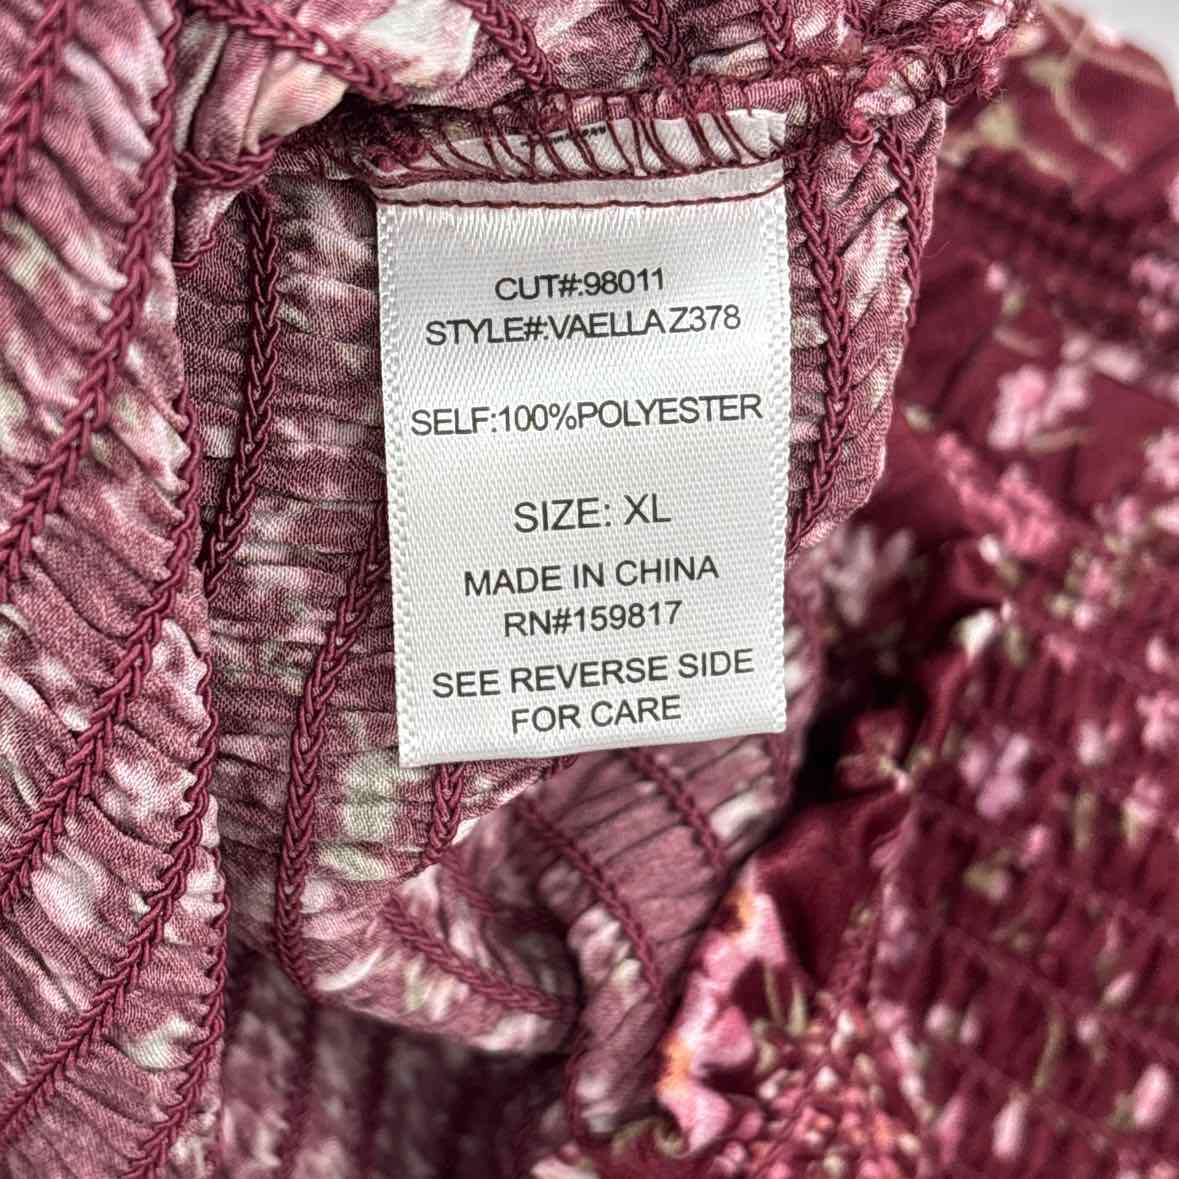 CUT#:98011
STYLE#:VAELLA Z378
SELF:100%POLYESTER
SIZE: XL
MADE IN CHINA
RN#159817
SEE REVERSE SIDE
FOR CARE